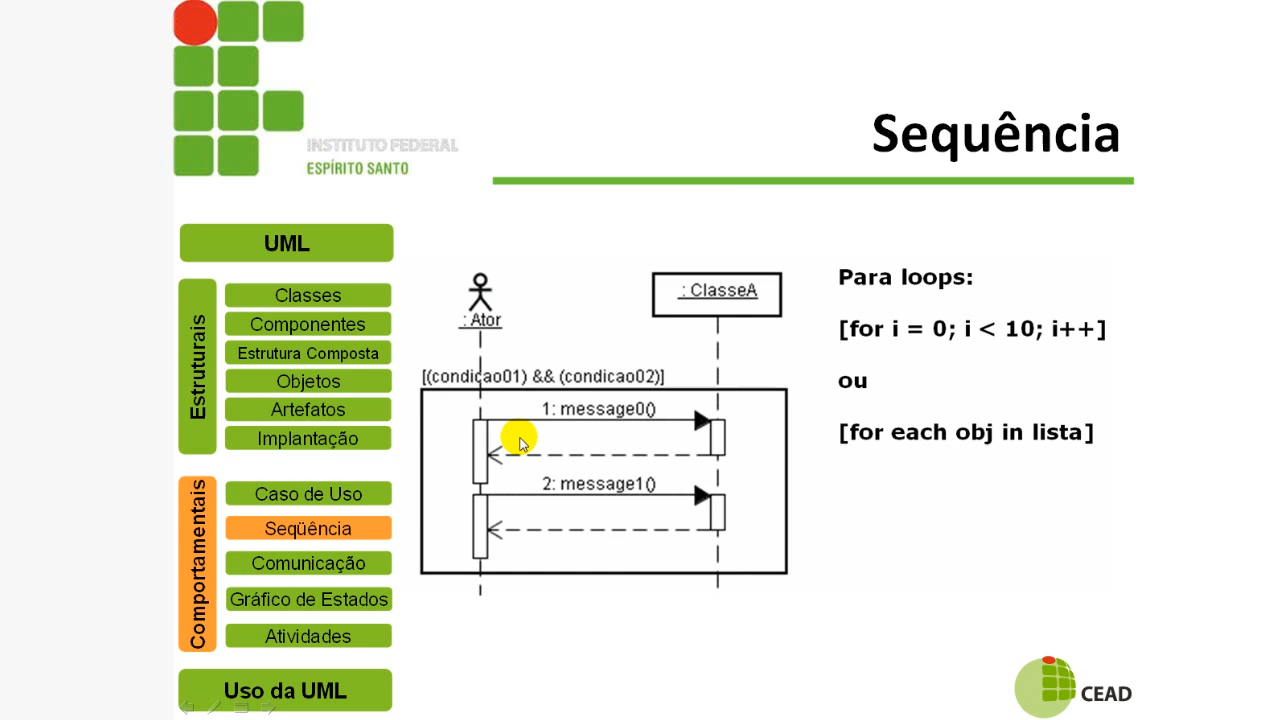 INSTITUTO FEDERAL
ESPÍRITO SANTO
Sequência
UML
Estruturais
Classes
Componentes
Estrutura Composta
Objetos
Artefatos
Implantação
Comportamentais
Caso de Uso
Seqüência
Comunicação
Gráfico de Estados
Atividades
Uso da UML
: Ator
: ClasseA
[(condicao01) && (condicao02)]
1: message0()
2: message1()
Para loops:
[for i = 0; i < 10; i++]
ou
[for each obj in lista]
CEAD